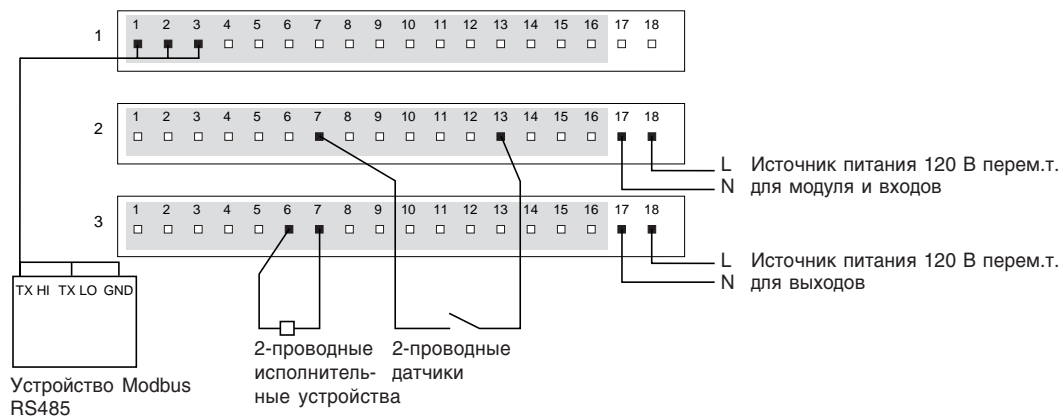 1 2 3 4 5 6 7 8 9 10 11 12 13 14 15 16 17 18
1
1 2 3 4 5 6 7 8 9 10 11 12 13 14 15 16 17 18
2
L Источник питания 120 В перем.т.
N для модуля и входов
1 2 3 4 5 6 7 8 9 10 11 12 13 14 15 16 17 18
3
L Источник питания 120 В перем.т.
N для выходов
TX HI TX LO GND
2-проводные
исполнитель-
ные устройства
2-проводные
датчики
Устройство Modbus
RS485